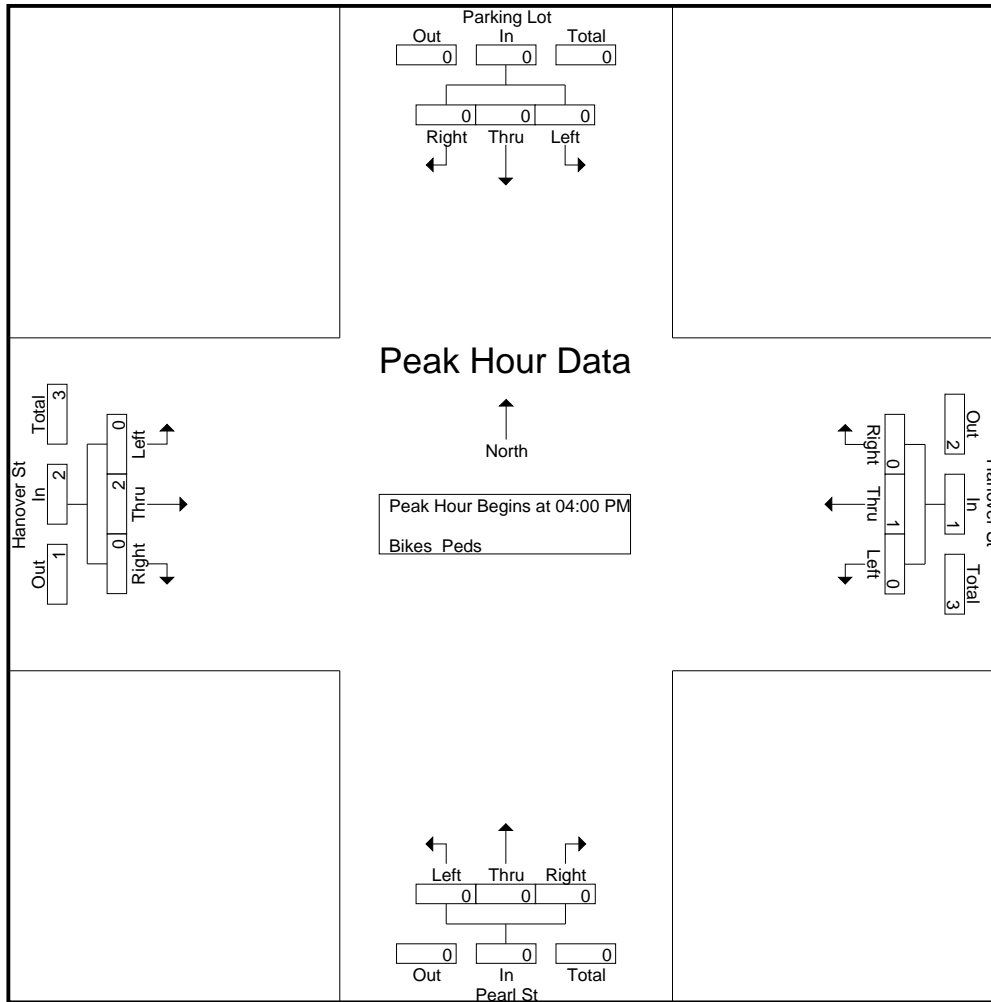 Parking Lot
Out In Total
0 0 0
0 0 0
Right Thru Left
Peak Hour Data
North
Peak Hour Begins at 04:00 PM
Bikes Peds
Hanover St
Total In Out
3 2 1
0 2 0
Left Thru Right
Right Thru Left
0 1 0
Out In Total
2 1 3
Hanover St
Left Thru Right
0 0 0
0 0 0
Out In Total
Pearl St